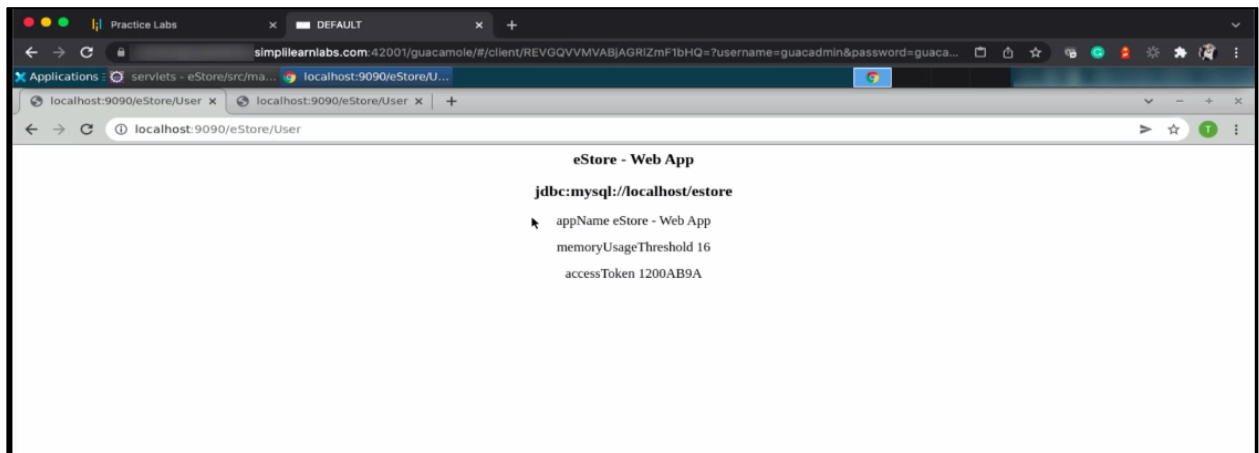 Practice Labs
DEFAULT
simplilearnlabs.com:42001/guacamole/#/client/REVGQVVMVABjAGRlZmF1bHQ=?username=guacadmin&password=guaca...
Applications
servlets - eStore/src/ma...
localhost:9090/eStore/U...
localhost:9090/eStore/User
localhost:9090/eStore/User
localhost:9090/eStore/User
T
eStore - Web App
jdbc:mysql://localhost/estore
appName eStore - Web App
memoryUsageThreshold 16
accessToken 1200AB9A